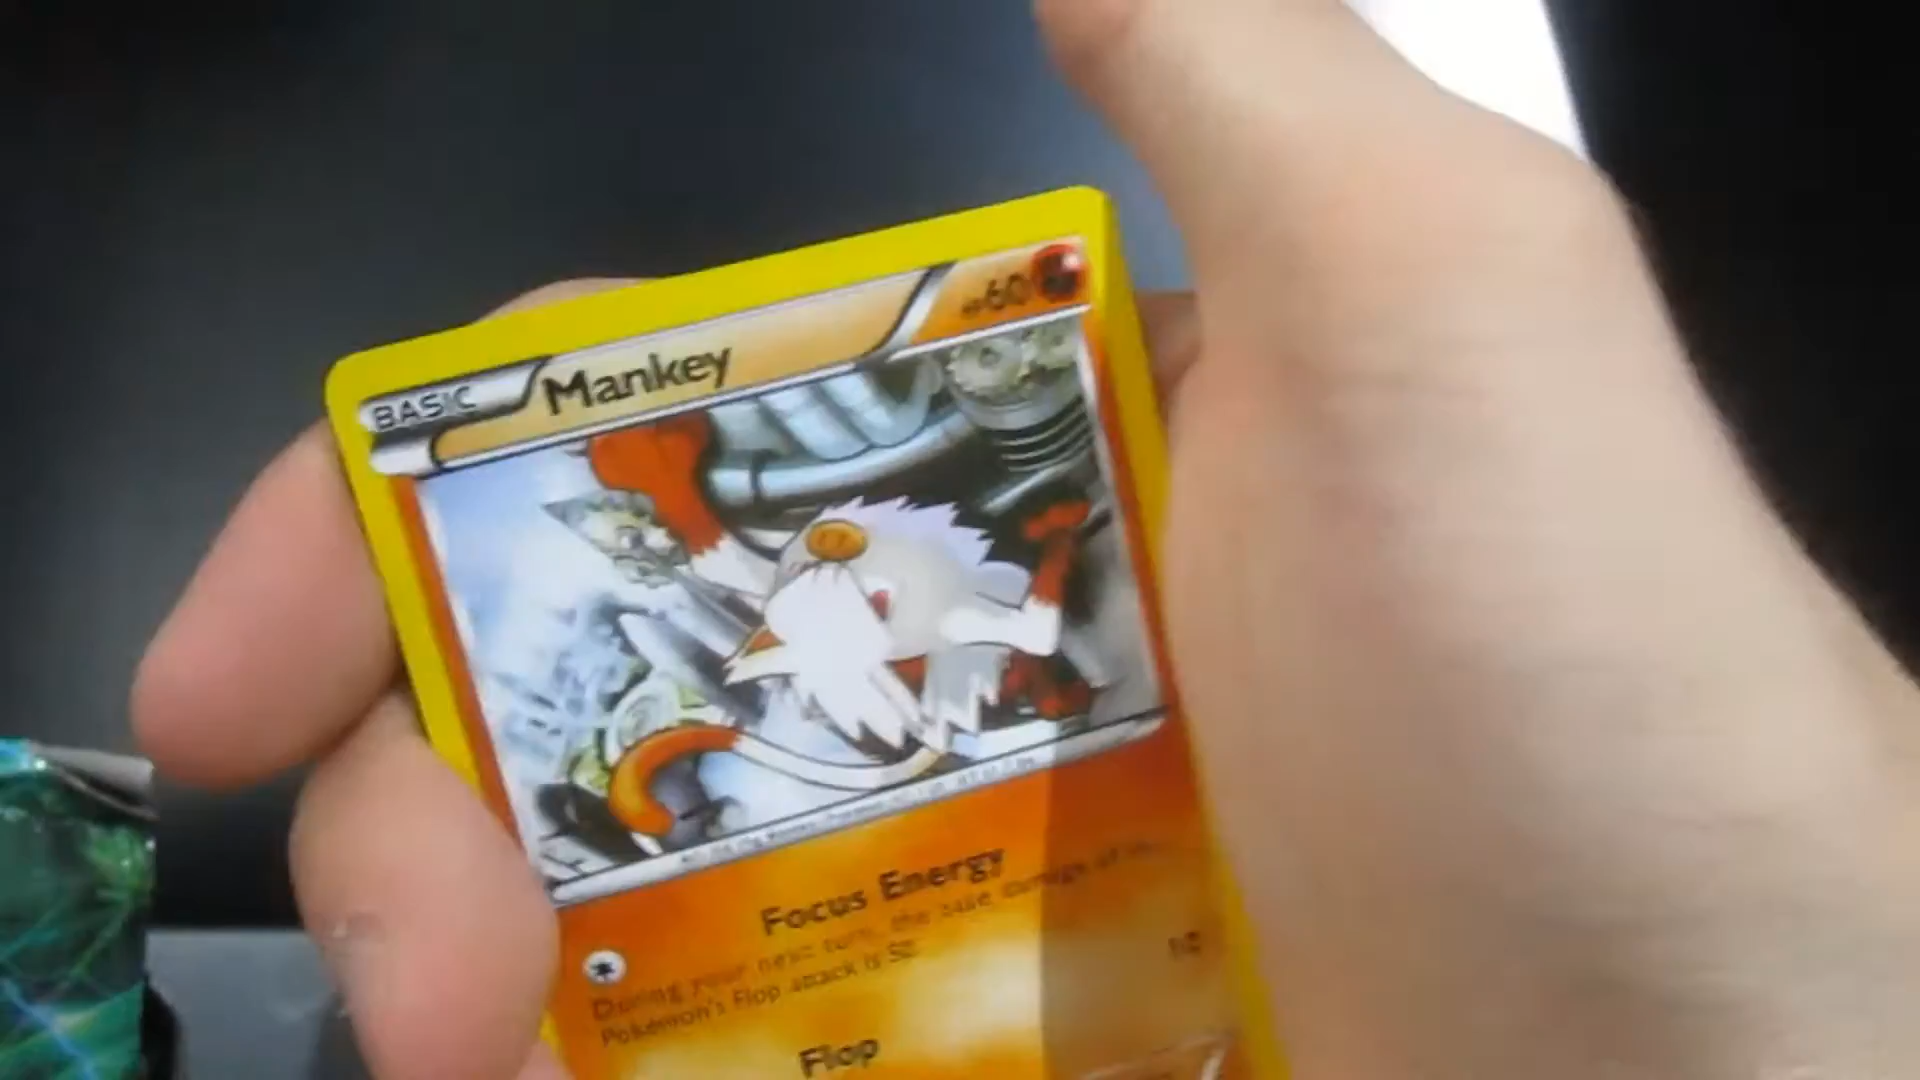 BASIC Mankey HP60
Focus Energy
During your next turn, the base damage of this
Pokémon's Flop attack is 50.
Flop